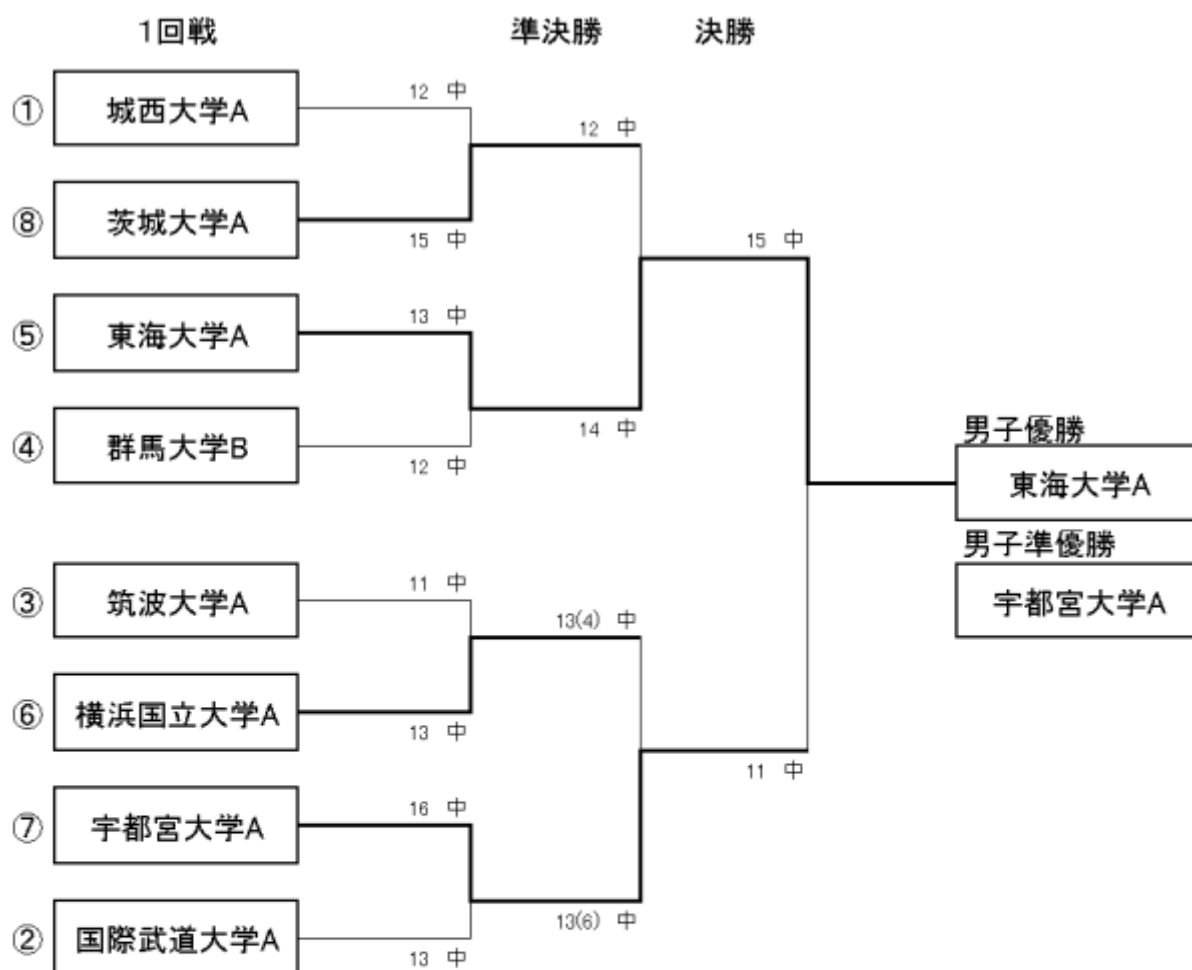 1回戦 準決勝 決勝
12 中
① 城西大学A
12 中
⑧ 茨城大学A
15 中
15 中
13 中
⑤ 東海大学A
14 中
④ 群馬大学B
12 中
男子優勝
東海大学A
男子準優勝
宇都宮大学A
11 中
③ 筑波大学A
13(4) 中
⑥ 横浜国立大学A
13 中
11 中
16 中
⑦ 宇都宮大学A
13(6) 中
② 国際武道大学A
13 中